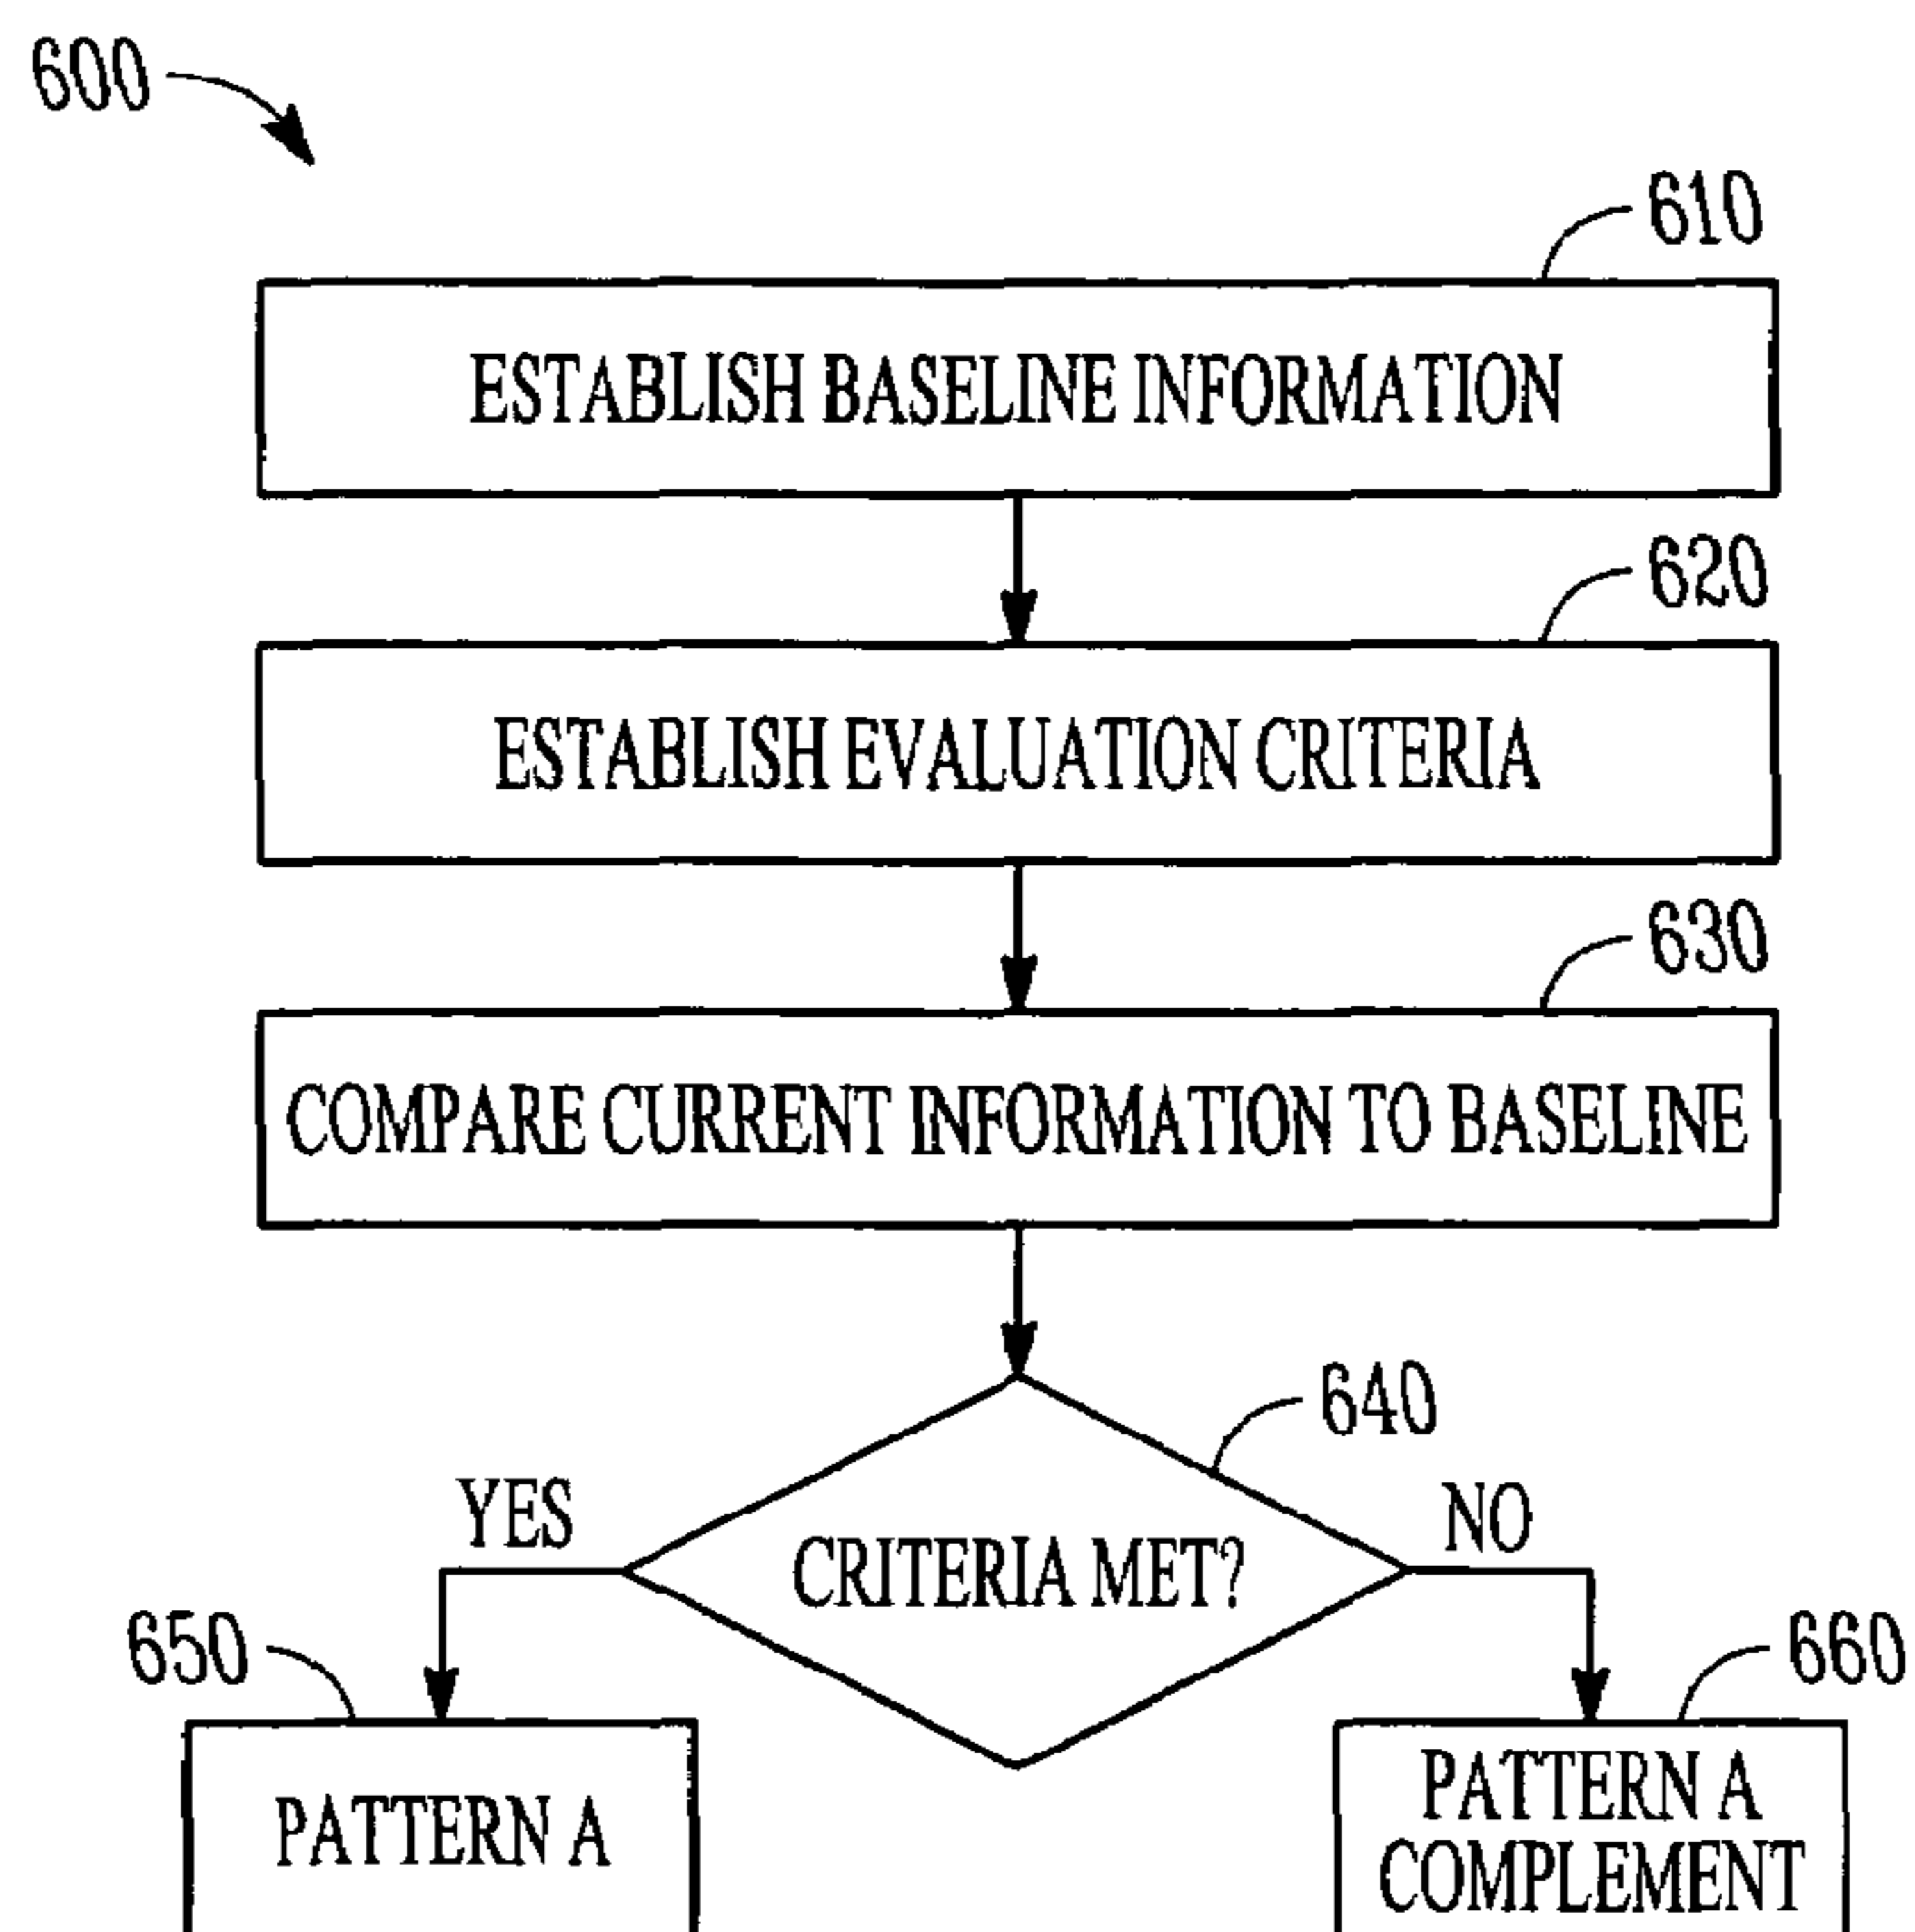 600
610
ESTABLISH BASELINE INFORMATION
620
ESTABLISH EVALUATION CRITERIA
630
COMPARE CURRENT INFORMATION TO BASELINE
640
YES
NO
CRITERIA MET?
650
660
PATTERN A
PATTERN A
COMPLEMENT